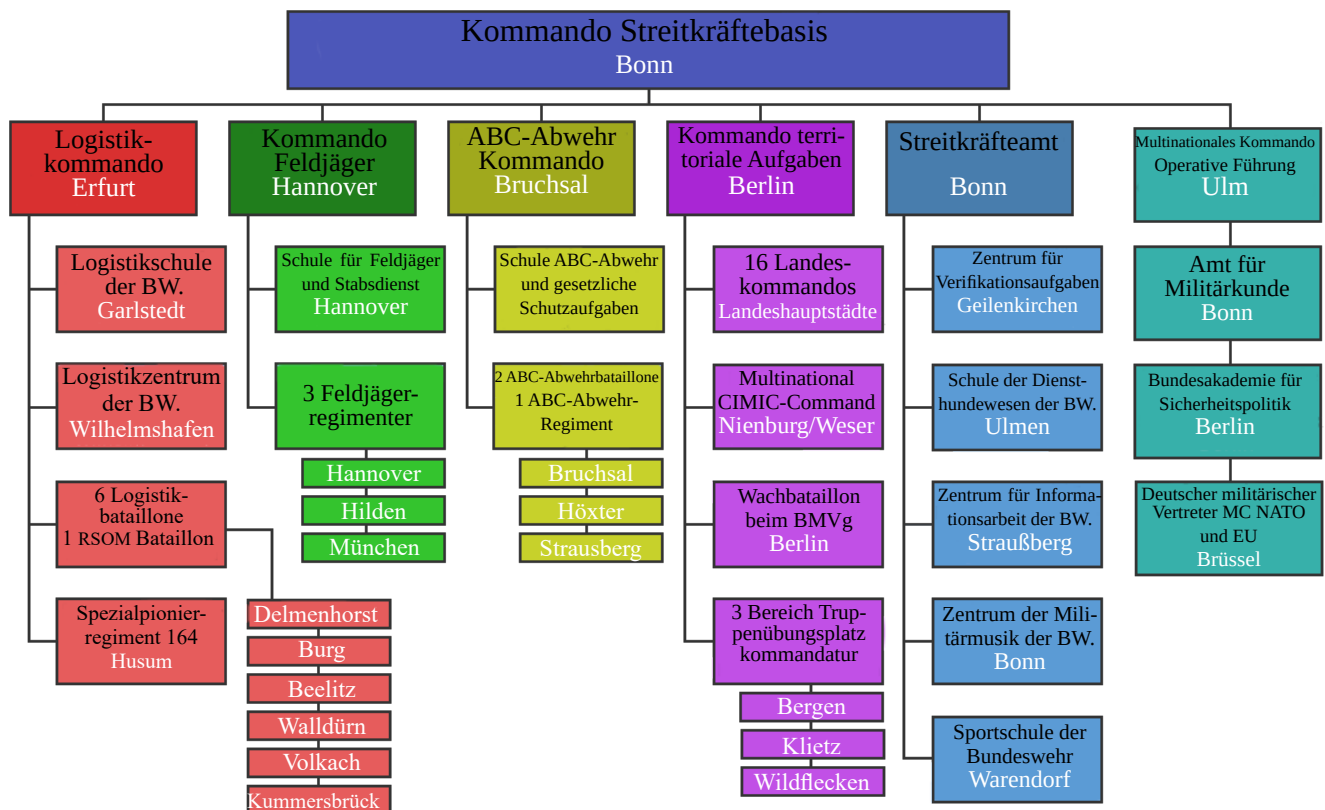 Kommando Streitkräftebasis
Bonn
Logistik-
kommando
Erfurt
Logistikschule
der BW.
Garlstedt
Logistikzentrum
der BW.
Wilhelmshafen
6 Logistik-
bataillone
1 RSOM Bataillon
Delmenhorst
Burg
Beelitz
Walldürn
Volkach
Kummersbrück
Spezialpionier-
regiment 164
Husum
Kommando
Feldjäger
Hannover
Schule für Feldjäger
und Stabsdienst
Hannover
3 Feldjäger-
regimenter
Hannover
Hilden
München
ABC-Abwehr
Kommando
Bruchsal
Schule ABC-Abwehr
und gesetzliche
Schutzaufgaben
2 ABC-Abwehrbataillone
1 ABC-Abwehr-
Regiment
Bruchsal
Höxter
Strausberg
Kommando terri-
toriale Aufgaben
Berlin
16 Landes-
kommandos
Landeshauptstädte
Multinational
CIMIC-Command
Nienburg/Weser
Wachbataillon
beim BMVg
Berlin
3 Bereich Trup-
penübungsplatz
kommandatur
Bergen
Klietz
Wildflecken
Streitkräfteamt
Bonn
Zentrum für
Verifikationsaufgaben
Geilenkirchen
Schule der Dienst-
hundewesen der BW.
Ulmen
Zentrum für Informa-
tionsarbeit der BW.
Straußberg
Zentrum der Mili-
tärmusik der BW.
Bonn
Sportschule der
Bundeswehr
Warendorf
Multinationales Kommando
Operative Führung
Ulm
Amt für
Militärkunde
Bonn
Bundesakademie für
Sicherheitspolitik
Berlin
Deutscher militärischer
Vertreter MC NATO
und EU
Brüssel